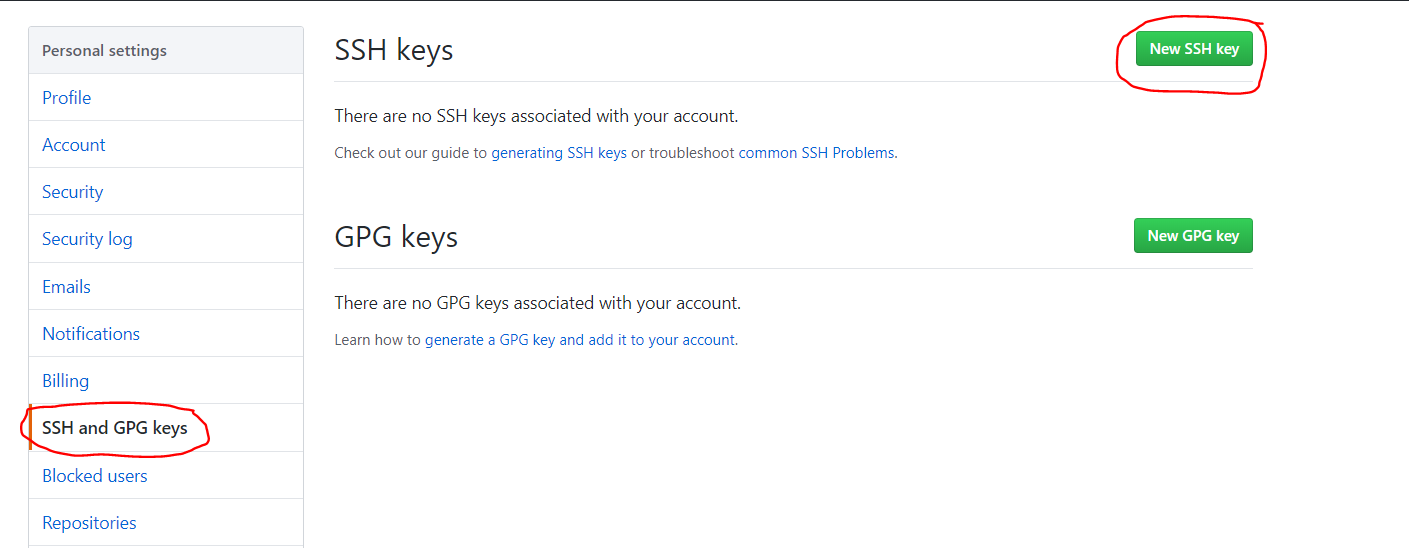 Personal settings
Profile
Account
Security
Security log
Emails
Notifications
Billing
SSH and GPG keys
Blocked users
Repositories
SSH keys
New SSH key
There are no SSH keys associated with your account.
Check out our guide to generating SSH keys or troubleshoot common SSH Problems.
GPG keys
New GPG key
There are no GPG keys associated with your account.
Learn how to generate a GPG key and add it to your account.